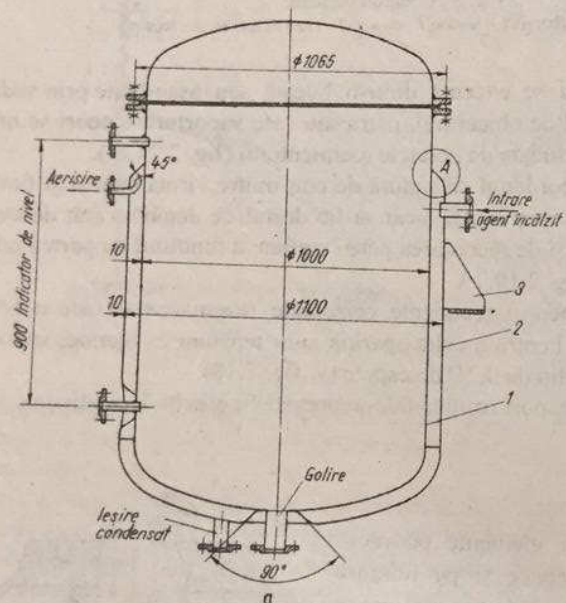 ϕ1065
45°
Aerisire
A
Intrare
agent încălzit
900 Indicator de nivel
10
ϕ1000
3
10
ϕ1100
2
1
Golire
Ieșire
condensat
90°
a